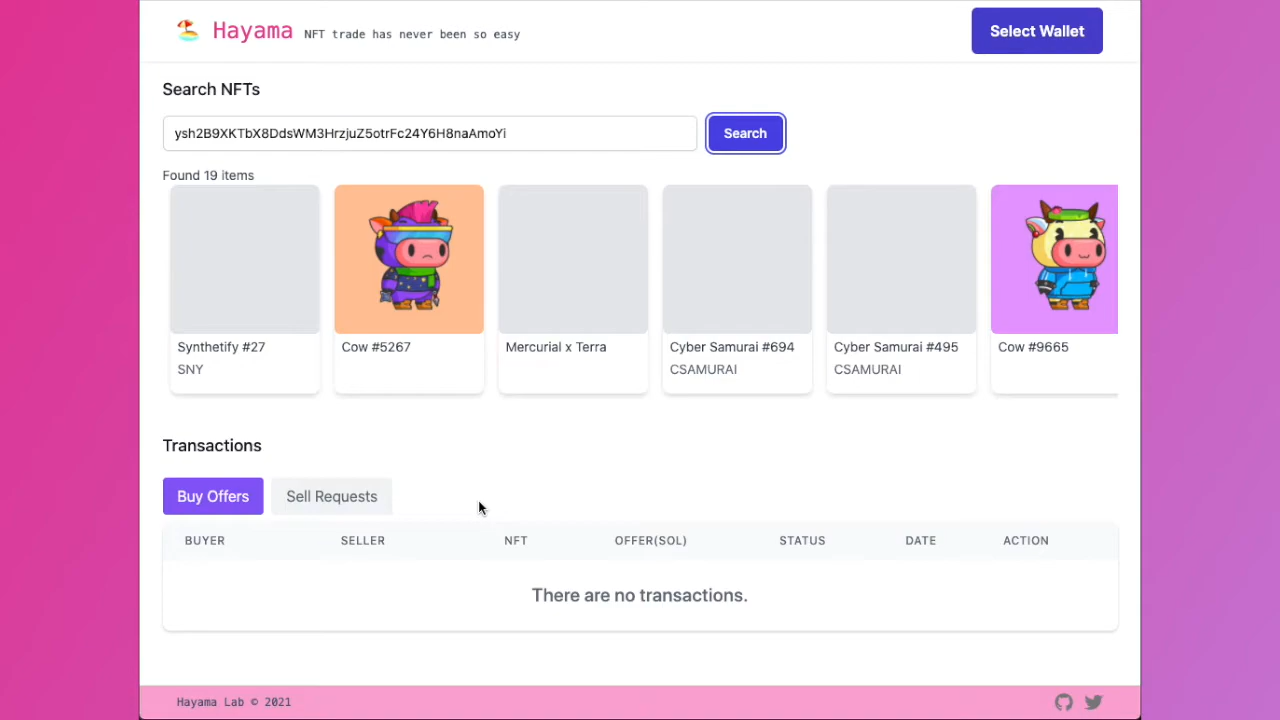 Hayama NFT trade has never been so easy
Select Wallet
Search NFTs
ysh2B9XKTbX8DdsWM3HrzjuZ5otrFc24Y6H8naAmoYi
Search
Found 19 items
Synthetify #27
SNY
Cow #5267
Mercurial x Terra
Cyber Samurai #694
CSAMURAI
Cyber Samurai #495
CSAMURAI
Cow #9665
Transactions
Buy Offers
Sell Requests
BUYER SELLER NFT OFFER(SOL) STATUS DATE ACTION
There are no transactions.
Hayama Lab © 2021